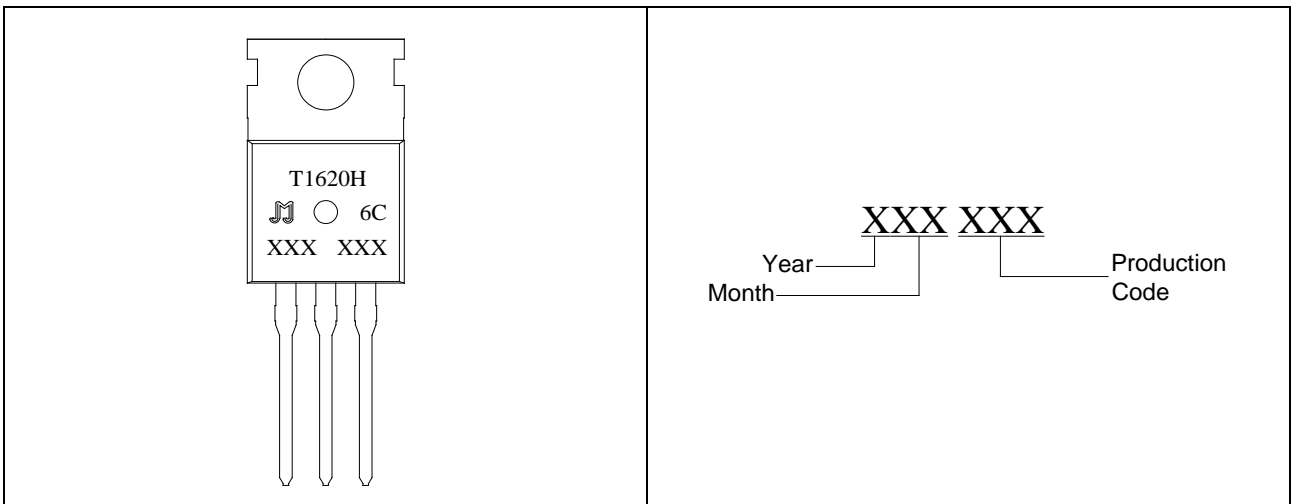 T1620H
6C
XXX XXX
XXX XXX
Year
Month
Production
Code